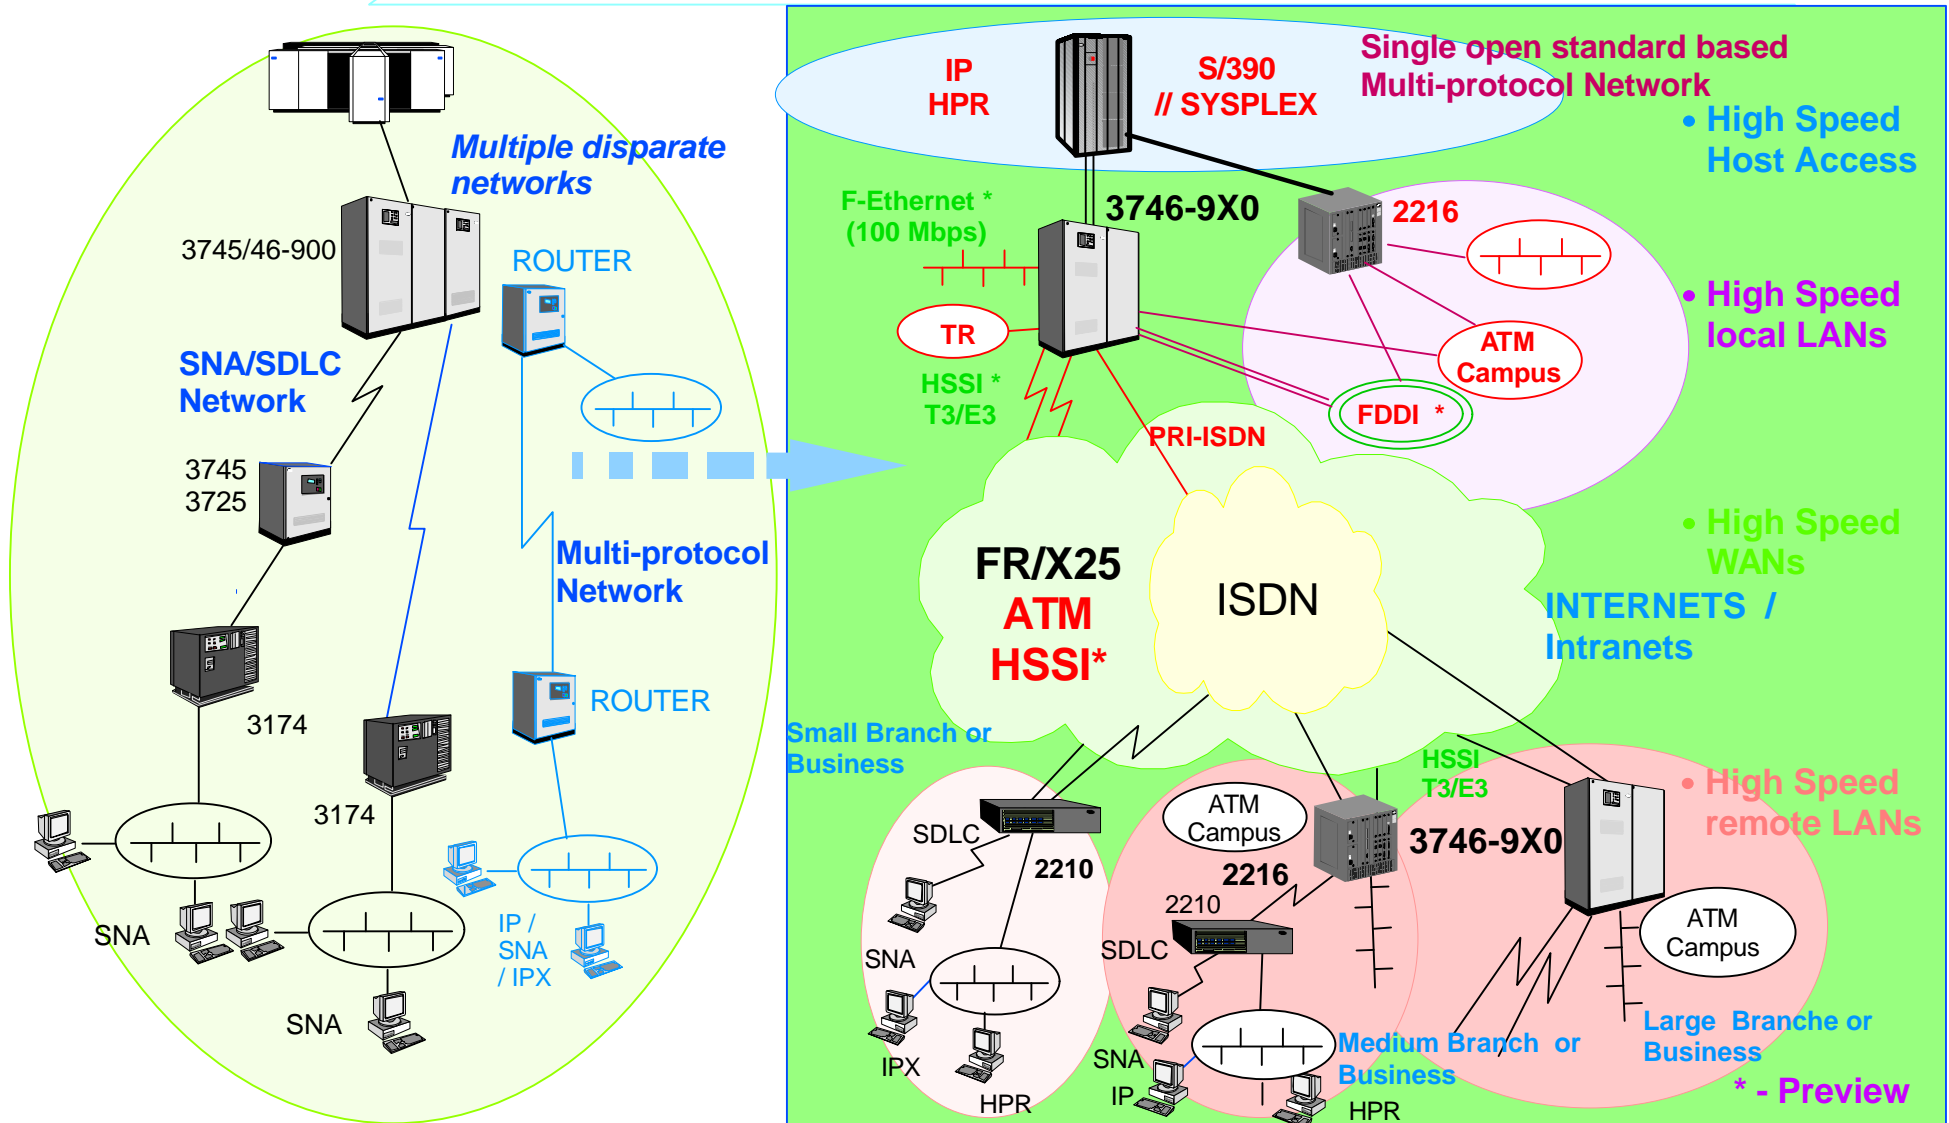 Multiple disparate
networks
3745/46-900
ROUTER
SNA/SDLC
Network
3745
3725
Multi-protocol
Network
3174
ROUTER
3174
SNA
IP /
SNA
/ IPX
SNA
IP
HPR
S/390
// SYSPLEX
Single open standard based
Multi-protocol Network
• High Speed
Host Access
F-Ethernet *
(100 Mbps)
3746-9X0
2216
TR
ATM
Campus
• High Speed
local LANs
HSSI *
T3/E3
FDDI *
PRI-ISDN
FR/X25
ATM
HSSI*
ISDN
• High Speed
WANs
INTERNETS /
Intranets
Small Branch or
Business
HSSI
T3/E3
• High Speed
remote LANs
SDLC
2210
ATM
Campus
2216
3746-9X0
2210
SDLC
ATM
Campus
SNA
IPX
HPR
SNA
IP
HPR
Medium Branch or
Business
Large Branche or
Business
* - Preview